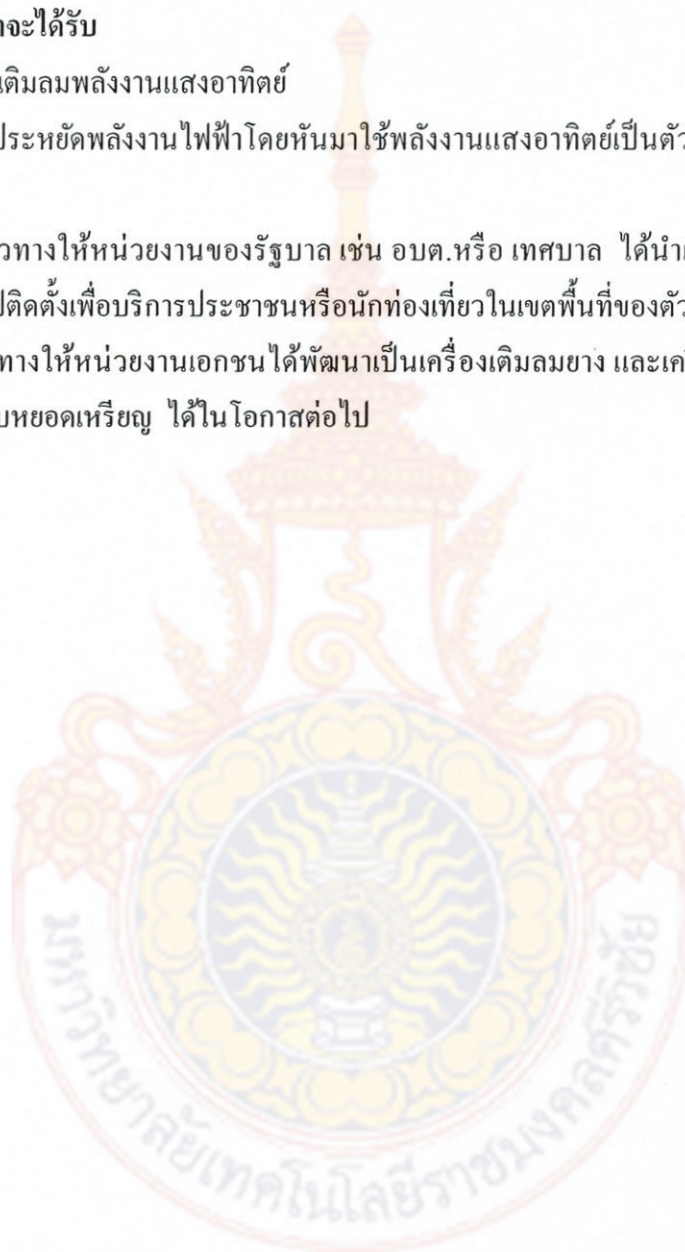 าจะได้รับ
นเติมลมพลังงานแสงอาทิตย์
ประหยัดพลังงานไฟฟ้าโดยหันมาใช้พลังงานแสงอาทิตย์เป็นตัว
วทางให้หน่วยงานของรัฐบาล เช่น อบต.หรือ เทศบาล ได้นำเ
ปติดตั้งเพื่อบริการประชาชนหรือนักท่องเที่ยวในเขตพื้นที่ของตัว
ทางให้หน่วยงานเอกชนได้พัฒนาเป็นเครื่องเติมลมยาง และเค
บหยอดเหรียญ ได้ในโอกาสต่อไป
มหาวิทยาลัยเทคโนโลยีราชมงคลศรีวิชัย